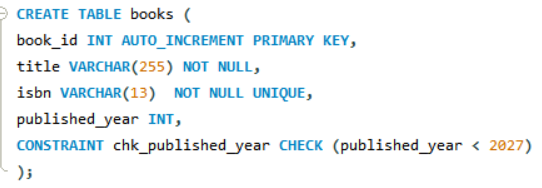 CREATE TABLE books (
book_id INT AUTO_INCREMENT PRIMARY KEY,
title VARCHAR(255) NOT NULL,
isbn VARCHAR(13)  NOT NULL UNIQUE,
published_year INT,
CONSTRAINT chk_published_year CHECK (published_year < 2027)
);